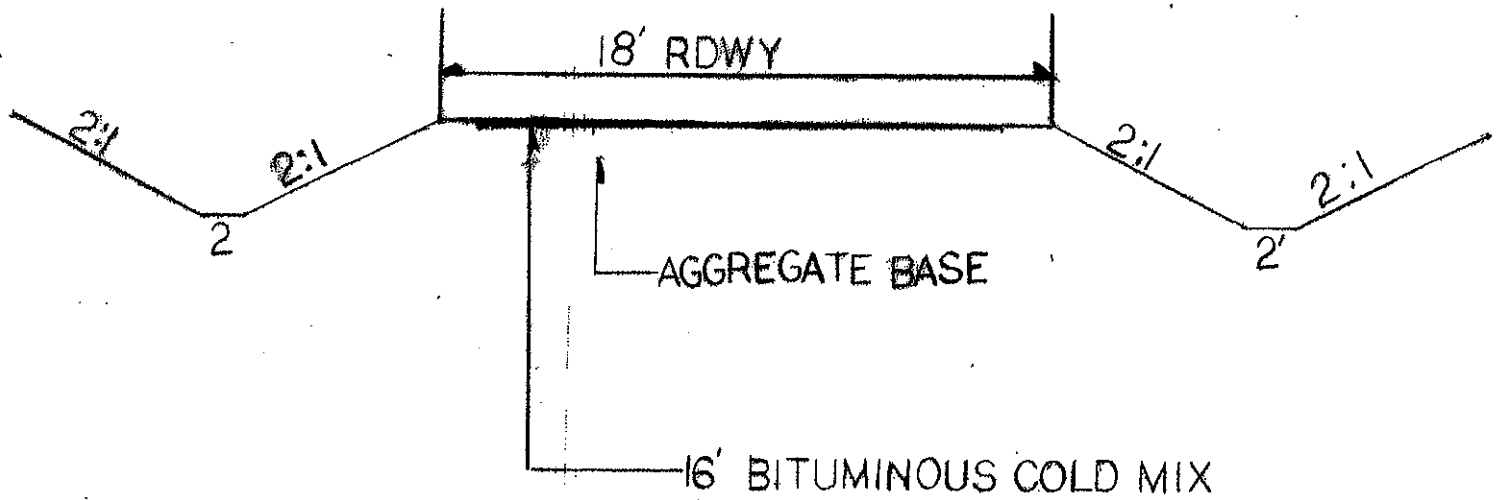 18' RDWY
2:1
2:1
2:1
2:1
2
2'
AGGREGATE BASE
16' BITUMINOUS COLD MIX